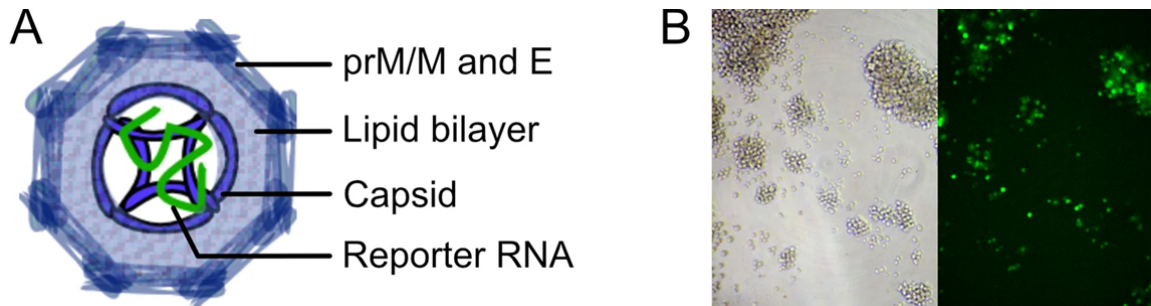 A
prM/M and E
Lipid bilayer
Capsid
Reporter RNA
B